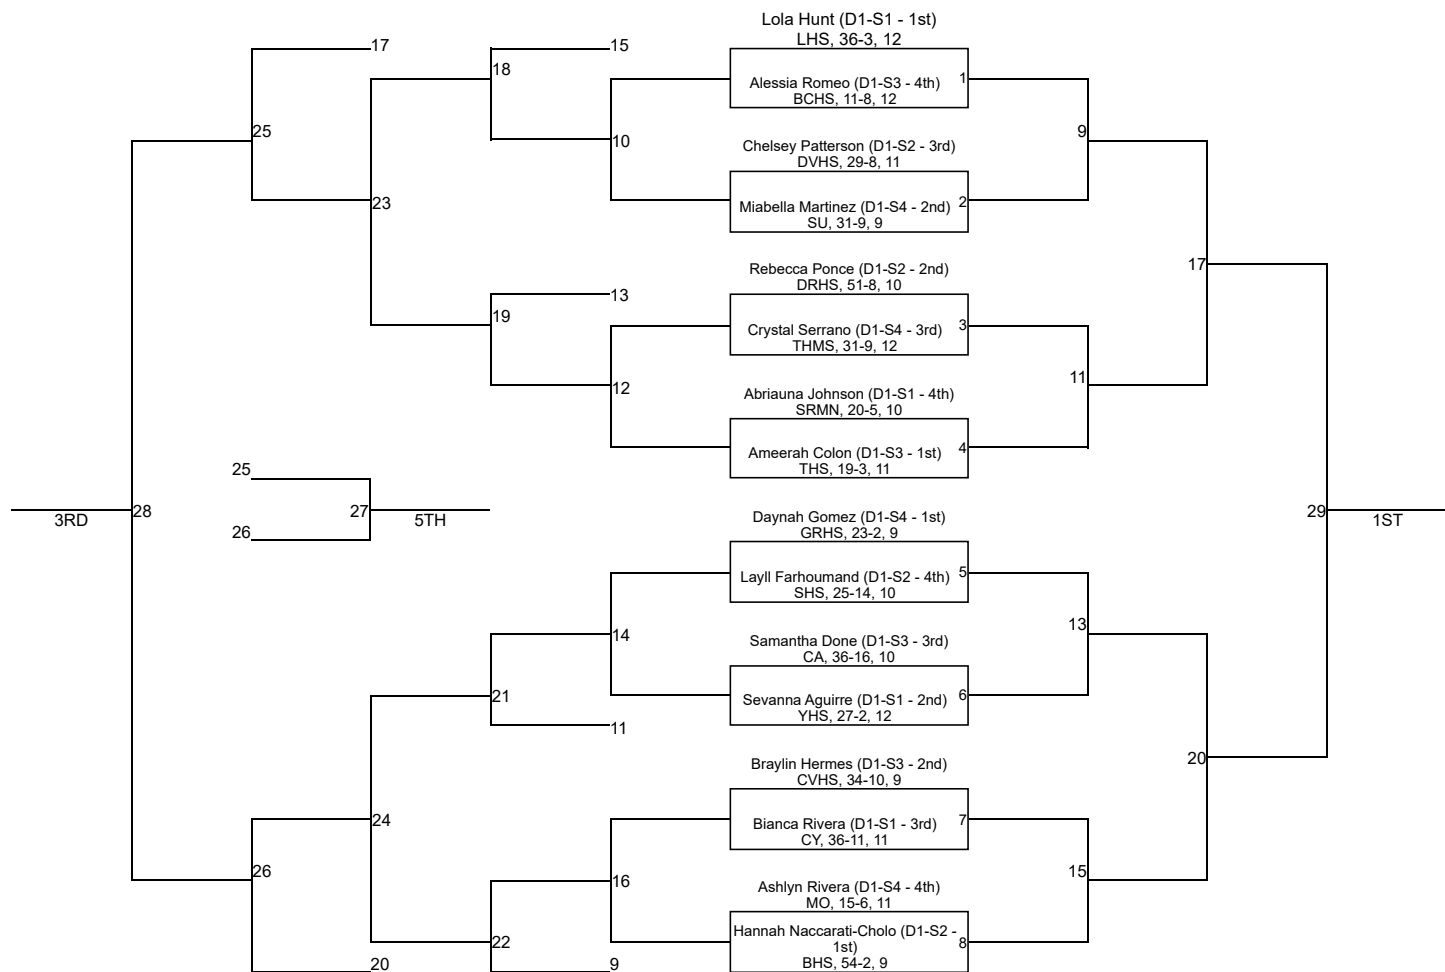 Lola Hunt (D1-S1 - 1st)
LHS, 36-3, 12
17
15
18
Alessia Romeo (D1-S3 - 4th)
BCHS, 11-8, 12
1
25
10
9
Chelsey Patterson (D1-S2 - 3rd)
DVHS, 29-8, 11
23
Miabella Martinez (D1-S4 - 2nd)
SU, 31-9, 9
2
17
Rebecca Ponce (D1-S2 - 2nd)
DRHS, 51-8, 10
13
19
Crystal Serrano (D1-S4 - 3rd)
THMS, 31-9, 12
3
12
11
Abriauna Johnson (D1-S1 - 4th)
SRMN, 20-5, 10
Ameerah Colon (D1-S3 - 1st)
THS, 19-3, 11
4
25
3RD
28
27
5TH
29
1ST
26
Daynah Gomez (D1-S4 - 1st)
GRHS, 23-2, 9
Layll Farhoumand (D1-S2 - 4th)
SHS, 25-14, 10
5
14
13
Samantha Done (D1-S3 - 3rd)
CA, 36-16, 10
21
Sevanna Aguirre (D1-S1 - 2nd)
YHS, 27-2, 12
6
11
20
Braylin Hermes (D1-S3 - 2nd)
CVHS, 34-10, 9
24
Bianca Rivera (D1-S1 - 3rd)
CY, 36-11, 11
7
26
16
15
Ashlyn Rivera (D1-S4 - 4th)
MO, 15-6, 11
22
Hannah Naccarati-Cholo (D1-S2 -
1st)
BHS, 54-2, 9
8
20
9